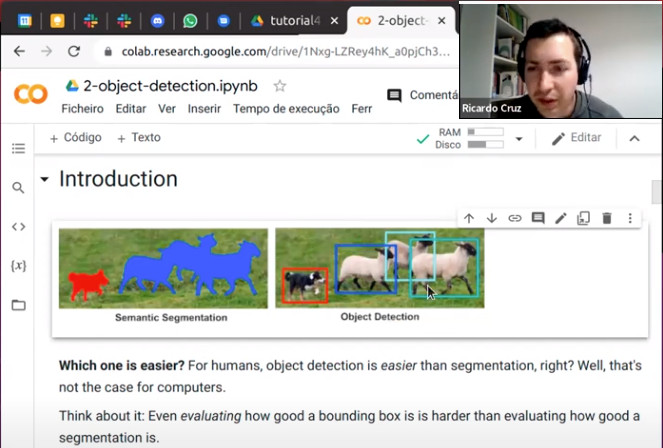 tutorial4
2-object-
colab.research.google.com/drive/1Nxg-LZRey4hK_a0pjCh3...
2-object-detection.ipynb
Ficheiro Editar Ver Inserir Tempo de execução Ferr
Comentá
Ricardo Cruz
+ Código + Texto
RAM
Disco
Editar
{x}
Introduction
Semantic Segmentation
Object Detection
Which one is easier? For humans, object detection is easier than segmentation, right? Well, that's
not the case for computers.
Think about it: Even evaluating how good a bounding box is is harder than evaluating how good a
segmentation is.